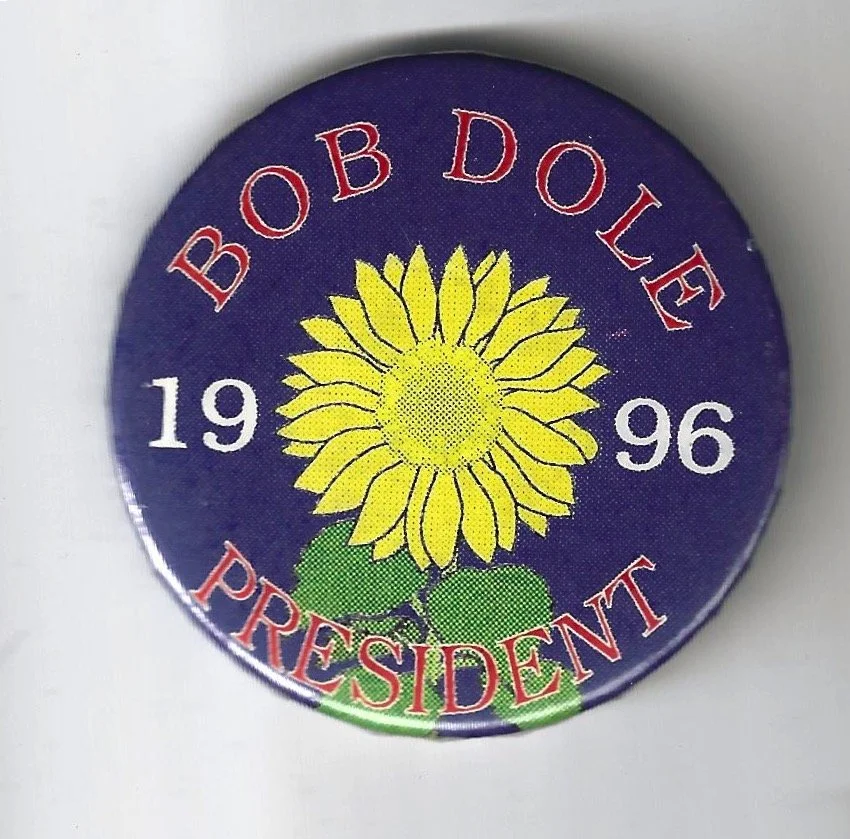 BOB DOLE
19 96
PRESIDENT